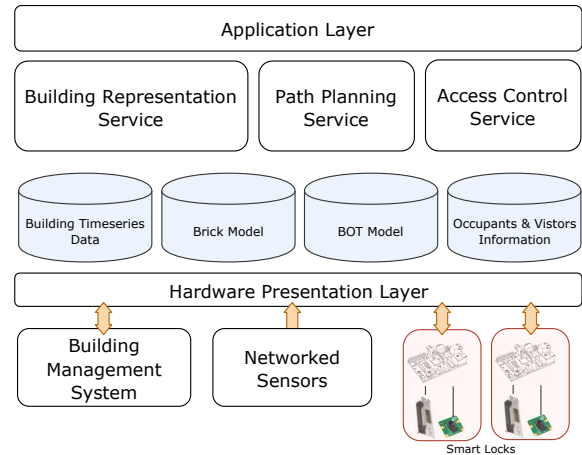 Application Layer
Building Representation
Service
Path Planning
Service
Access Control
Service
Building Timeseries
Data
Brick Model
BOT Model
Occupants & Vistors
Information
Hardware Presentation Layer
Building
Management
System
Networked
Sensors
Smart Locks